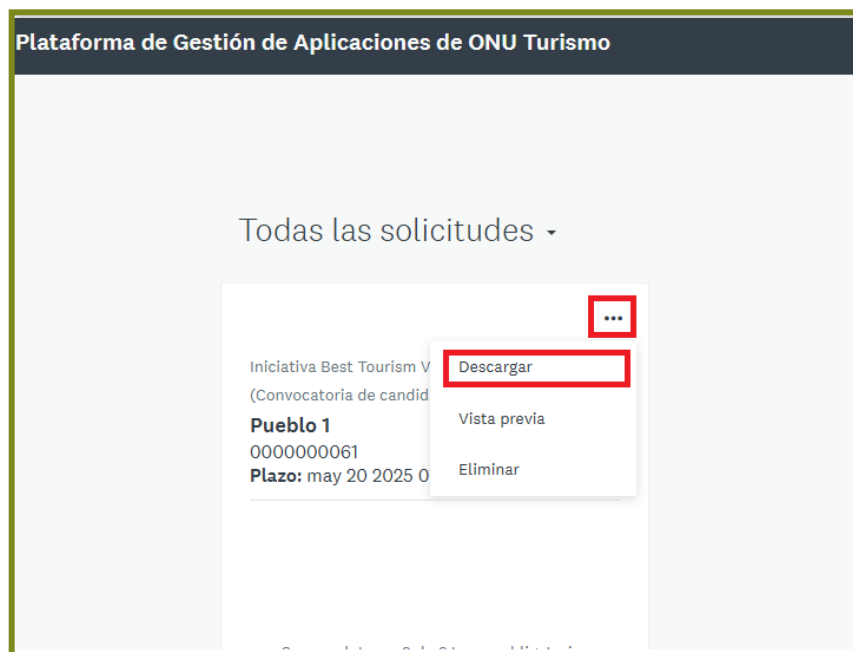 Plataforma de Gestión de Aplicaciones de ONU Turismo
Todas las solicitudes
Iniciativa Best Tourism V
Descargar
(Convocatoria de candid
Pueblo 1
Vista previa
0000000061
Plazo: may 20 2025 0
Eliminar